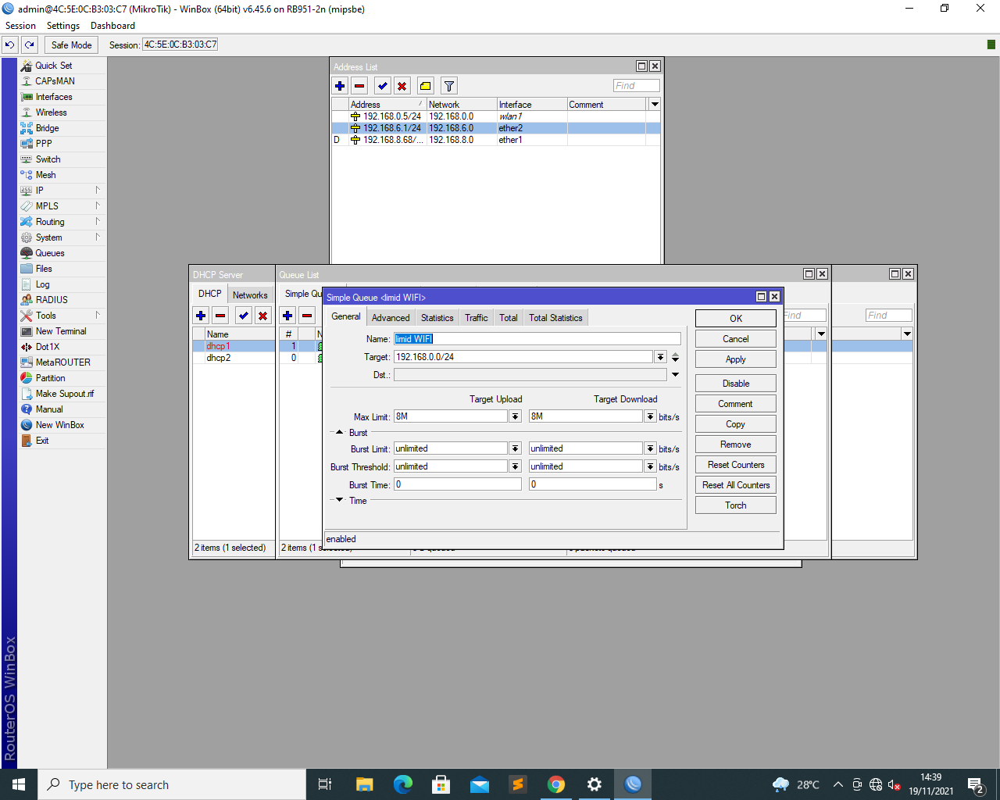 admin@4C:5E:0C:B3:03:C7 (MikroTik) - WinBox (64bit) v6.45.6 on RB951-2n (mipsbe)
Session Settings Dashboard
Safe Mode Session: 4C:5E:0C:B3:03:C7
Quick Set
CAPsMAN
Interfaces
Wireless
Bridge
PPP
Switch
Mesh
IP
MPLS
Routing
System
Queues
Files
Log
RADIUS
Tools
New Terminal
Dot1X
MetaROUTER
Partition
Make Supout.rif
Manual
New WinBox
Exit
RouterOS WinBox
Address List
Find
Address Network Interface Comment
192.168.0.5/24 192.168.0.0 wlan1
192.168.6.1/24 192.168.6.0 ether2
D 192.168.8.68/... 192.168.8.0 ether1
DHCP Server
DHCP Networks
Name
dhcp1
dhcp2
2 items (1 selected)
Queue List
Simple Qu
Find
Find
# N
1
0
2 items (1 selected)
Simple Queue <limid WIFI>
General Advanced Statistics Traffic Total Total Statistics
Name: limid WIFI
Target: 192.168.0.0/24
Dst.:
Target Upload Target Download
Max Limit: 8M 8M bits/s
Burst
Burst Limit: unlimited unlimited bits/s
Burst Threshold: unlimited unlimited bits/s
Burst Time: 0 0 s
Time
enabled
OK
Cancel
Apply
Disable
Comment
Copy
Remove
Reset Counters
Reset All Counters
Torch
Type here to search
28°C
14:39
19/11/2021
2